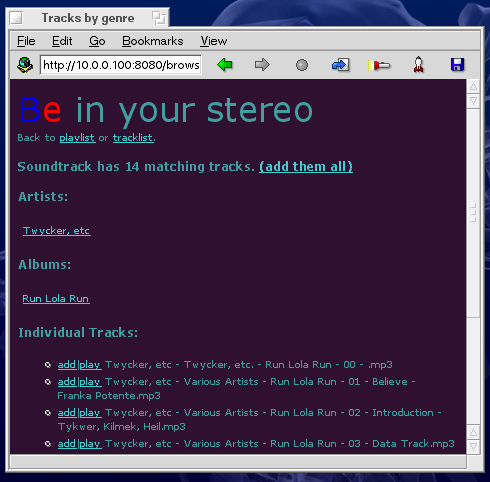 Tracks by genre
File Edit Go Bookmarks View
http://10.0.0.100:8080/brows
Be in your stereo
Back to playlist or tracklist.
Soundtrack has 14 matching tracks. (add them all)
Artists:
Twycker, etc
Albums:
Run Lola Run
Individual Tracks:
add|play Twycker, etc - Twycker, etc. - Run Lola Run - 00 - .mp3
add|play Twycker, etc - Various Artists - Run Lola Run - 01 - Believe -
Franka Potente.mp3
add|play Twycker, etc - Various Artists - Run Lola Run - 02 - Introduction -
Tykwer, Kilmek, Heil.mp3
add|play Twycker, etc - Various Artists - Run Lola Run - 03 - Data Track.mp3